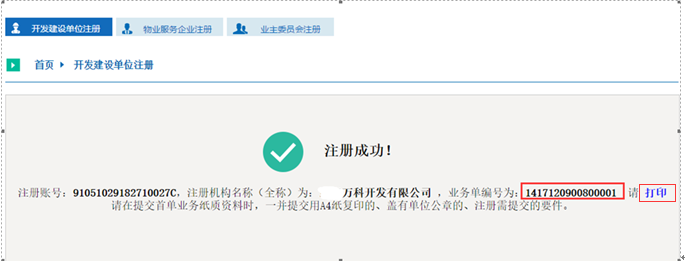 开发建设单位注册 物业服务企业注册 业主委员会注册
首页 开发建设单位注册
注册成功！
注册账号：91051029182710027C，注册机构名称（全称）为： 万科开发有限公司 ，业务单编号为：1417120900800001 请 打印
请在提交首单业务纸质资料时，一并提交用A4纸复印的、盖有单位公章的、注册需提交的要件。